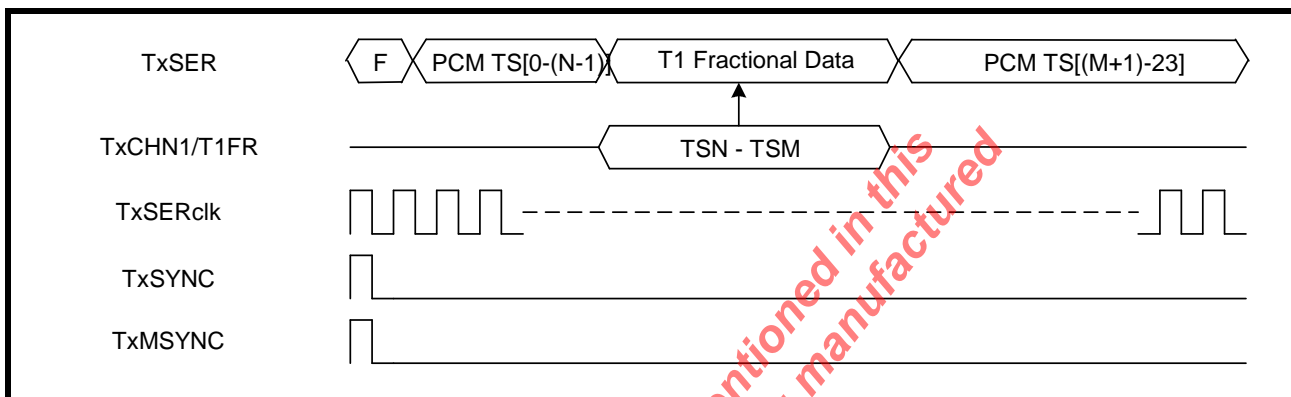 TxSER
F
PCM TS[0-(N-1)]
T1 Fractional Data
PCM TS[(M+1)-23]
TxCHN1/T1FR
TSN - TSM
TxSERclk
TxSYNC
TxMSYNC
in this
manufactured